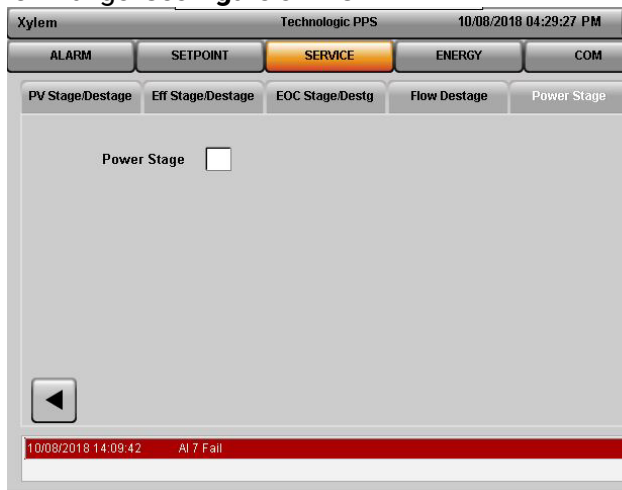 Xylem Technologic PPS 10/08/2018 04:29:27 PM
ALARM SETPOINT SERVICE ENERGY COM
PV Stage/Destage Eff Stage/Destage EOC Stage/Destg Flow Destage Power Stage
Power Stage
10/08/2018 14:09:42 AI 7 Fail